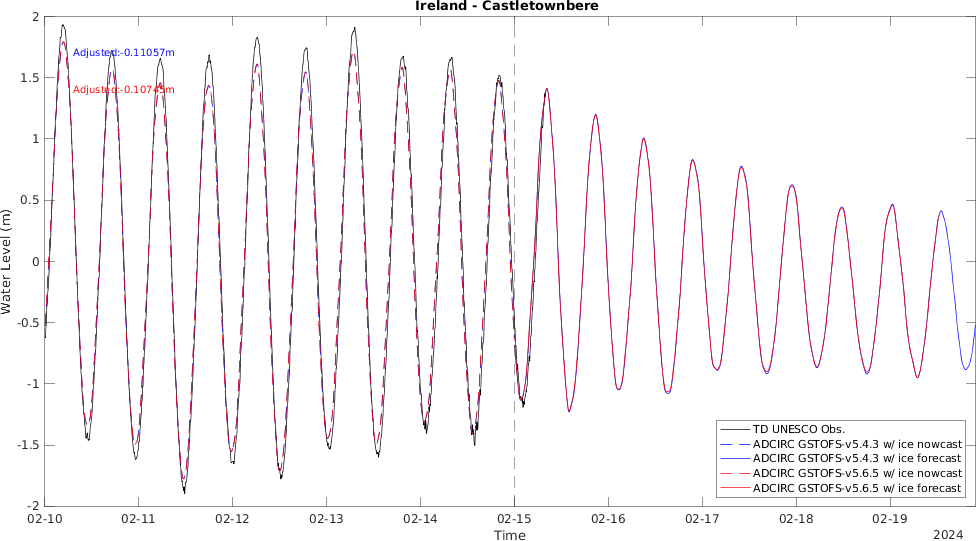 Ireland - Castletownbere
Adjusted:-0.11057m
Adjusted:-0.10745m
Water Level (m)
2
1.5
1
0.5
0
-0.5
-1
-1.5
-2
02-10
02-11
02-12
02-13
02-14
02-15
02-16
02-17
02-18
02-19
Time
2024
TD UNESCO Obs.
ADCIRC GSTOFS-v5.4.3 w/ ice nowcast
ADCIRC GSTOFS-v5.4.3 w/ ice forecast
ADCIRC GSTOFS-v5.6.5 w/ ice nowcast
ADCIRC GSTOFS-v5.6.5 w/ ice forecast